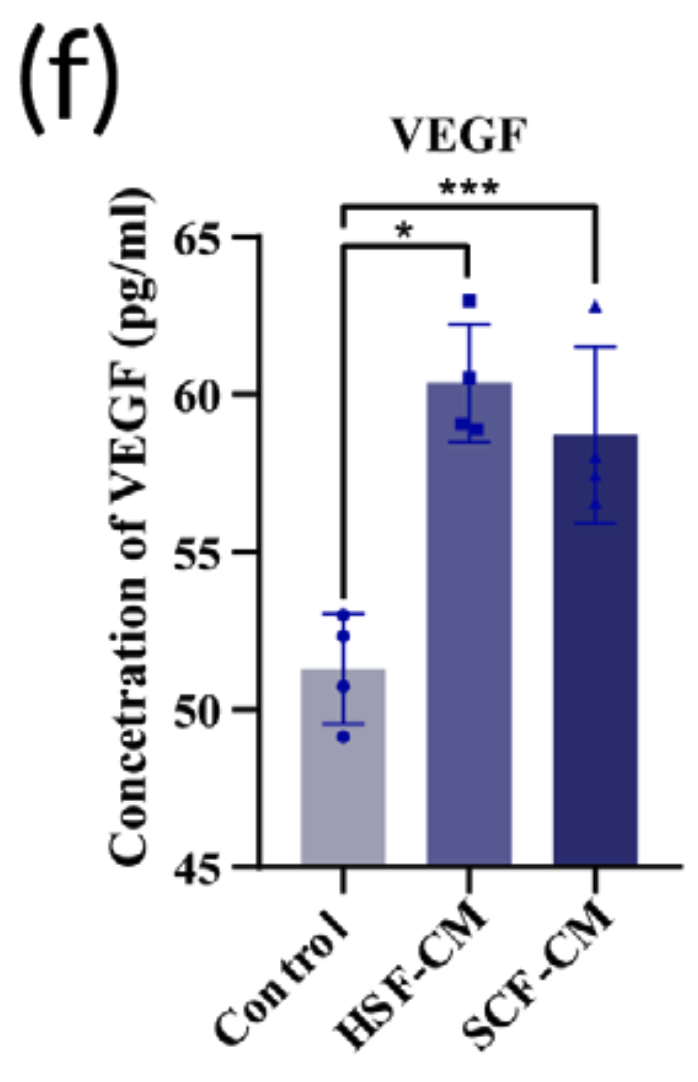 (f)
VEGF
***
*
Concetration of VEGF (pg/ml)
65
60
55
50
45
Control
HSF-CM
SCF-CM